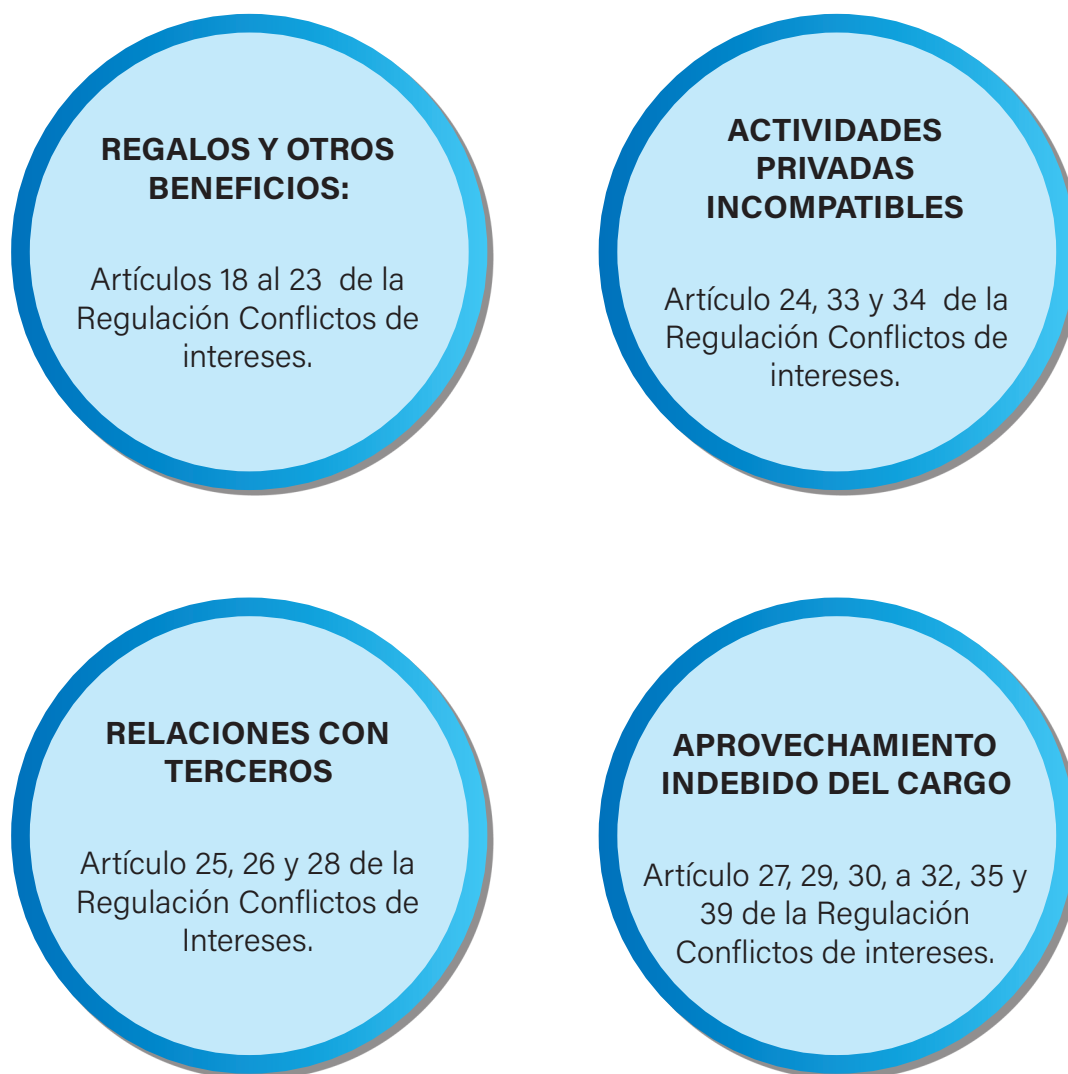 REGALOS Y OTROS
BENEFICIOS:
Artículos 18 al 23  de la
Regulación Conflictos de
intereses.
ACTIVIDADES
PRIVADAS
INCOMPATIBLES
Artículo 24, 33 y 34  de la
Regulación Conflictos de
intereses.
RELACIONES CON
TERCEROS
Artículo 25, 26 y 28 de la
Regulación Conflictos de
Intereses.
APROVECHAMIENTO
INDEBIDO DEL CARGO
Artículo 27, 29, 30, a 32, 35 y
39 de la Regulación
Conflictos de intereses.